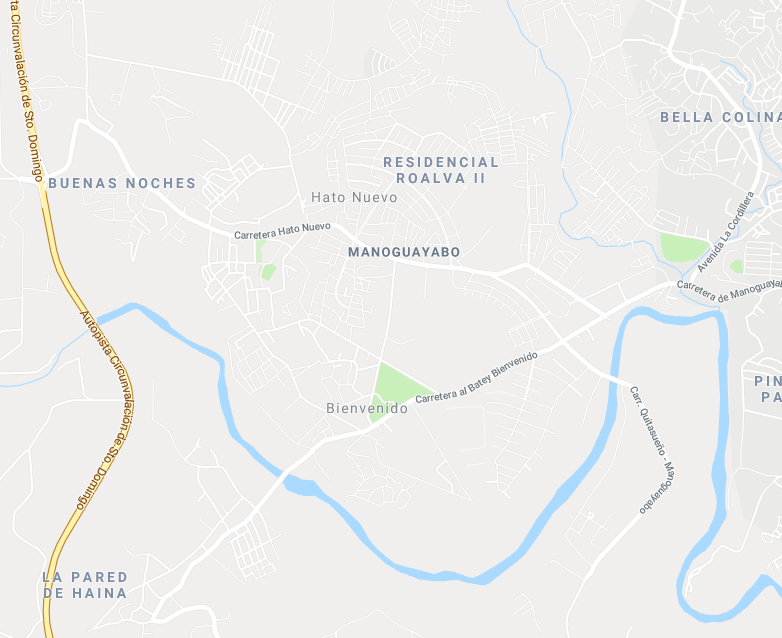 ta Circunvalación de Sto. Domingo
BELLA COLINA
RESIDENCIAL
ROALVA II
BUENAS NOCHES
Hato Nuevo
Carretera Hato Nuevo
Avenida La Cordillera
MANOGUAYABO
Carretera de Manoguaya
Autopista Circunvalación de Sto. Domingo
Carretera al Batey Bienvenido
PIN
PA
Bienvenido
Carr. Quitasueño - Manoguayabo
LA PARED
DE HAINA